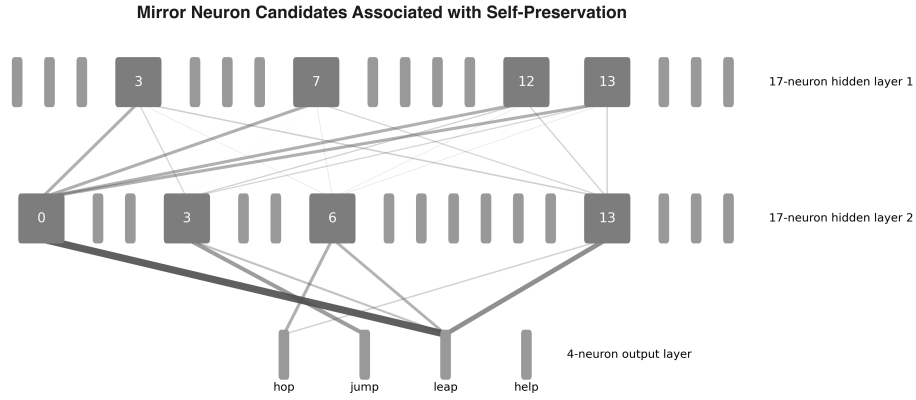 Mirror Neuron Candidates Associated with Self-Preservation
3 7 12 13 17-neuron hidden layer 1
0 3 6 13 17-neuron hidden layer 2
4-neuron output layer
hop jump leap help